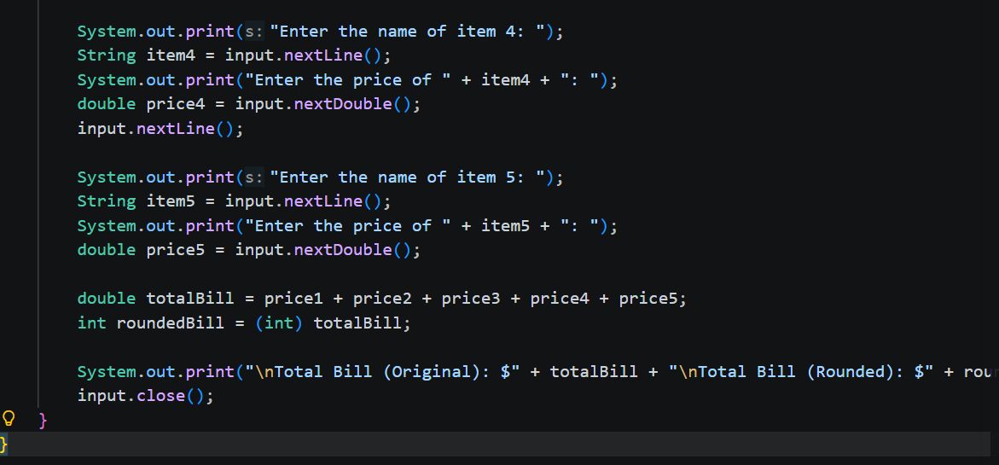 System.out.print(s: "Enter the name of item 4: ");
String item4 = input.nextLine();
System.out.print("Enter the price of " + item4 + ": ");
double price4 = input.nextDouble();
input.nextLine();
System.out.print(s: "Enter the name of item 5: ");
String item5 = input.nextLine();
System.out.print("Enter the price of " + item5 + ": ");
double price5 = input.nextDouble();
double totalBill = price1 + price2 + price3 + price4 + price5;
int roundedBill = (int) totalBill;
System.out.print("\nTotal Bill (Original): $" + totalBill + "\nTotal Bill (Rounded): $" +
input.close();
}
}